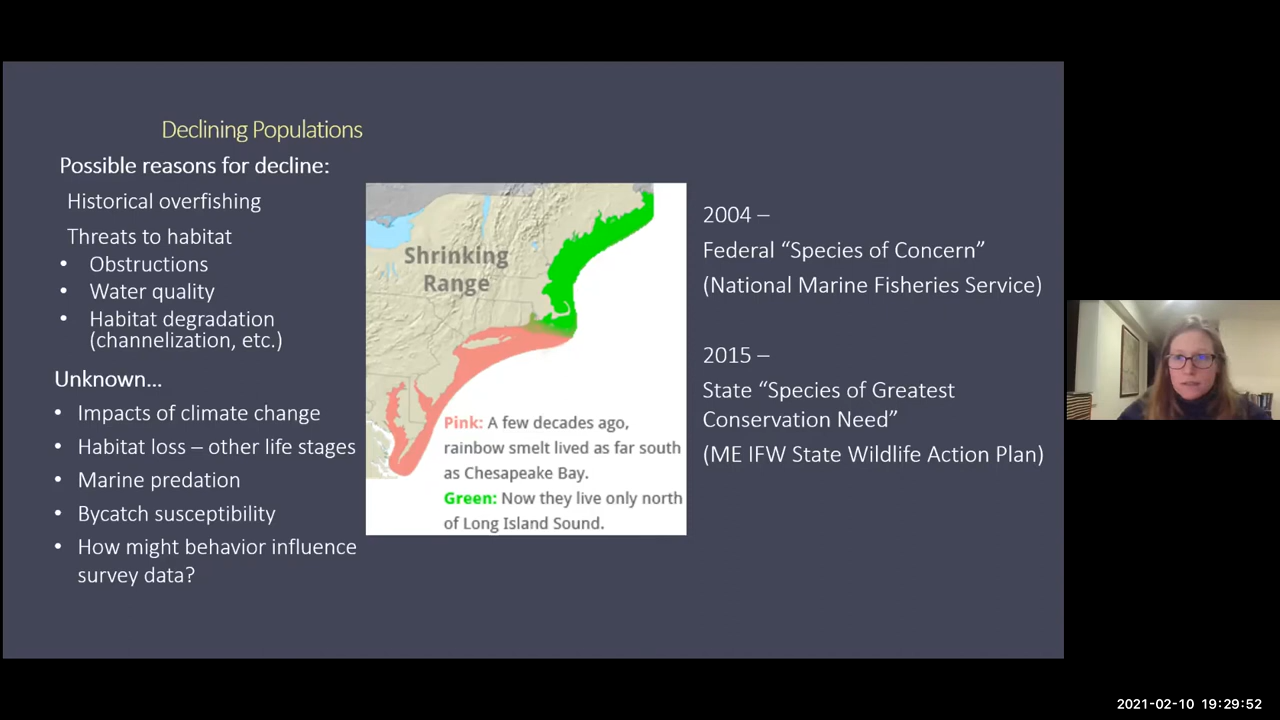 Declining Populations
Possible reasons for decline:
Historical overfishing
Threats to habitat
• Obstructions
• Water quality
• Habitat degradation
(channelization, etc.)
Unknown...
• Impacts of climate change
• Habitat loss – other life stages
• Marine predation
• Bycatch susceptibility
• How might behavior influence
survey data?
Shrinking
Range
Pink: A few decades ago,
rainbow smelt lived as far south
as Chesapeake Bay.
Green: Now they live only north
of Long Island Sound.
2004 –
Federal “Species of Concern”
(National Marine Fisheries Service)
2015 –
State “Species of Greatest
Conservation Need”
(ME IFW State Wildlife Action Plan)
2021-02-10 19:29:52